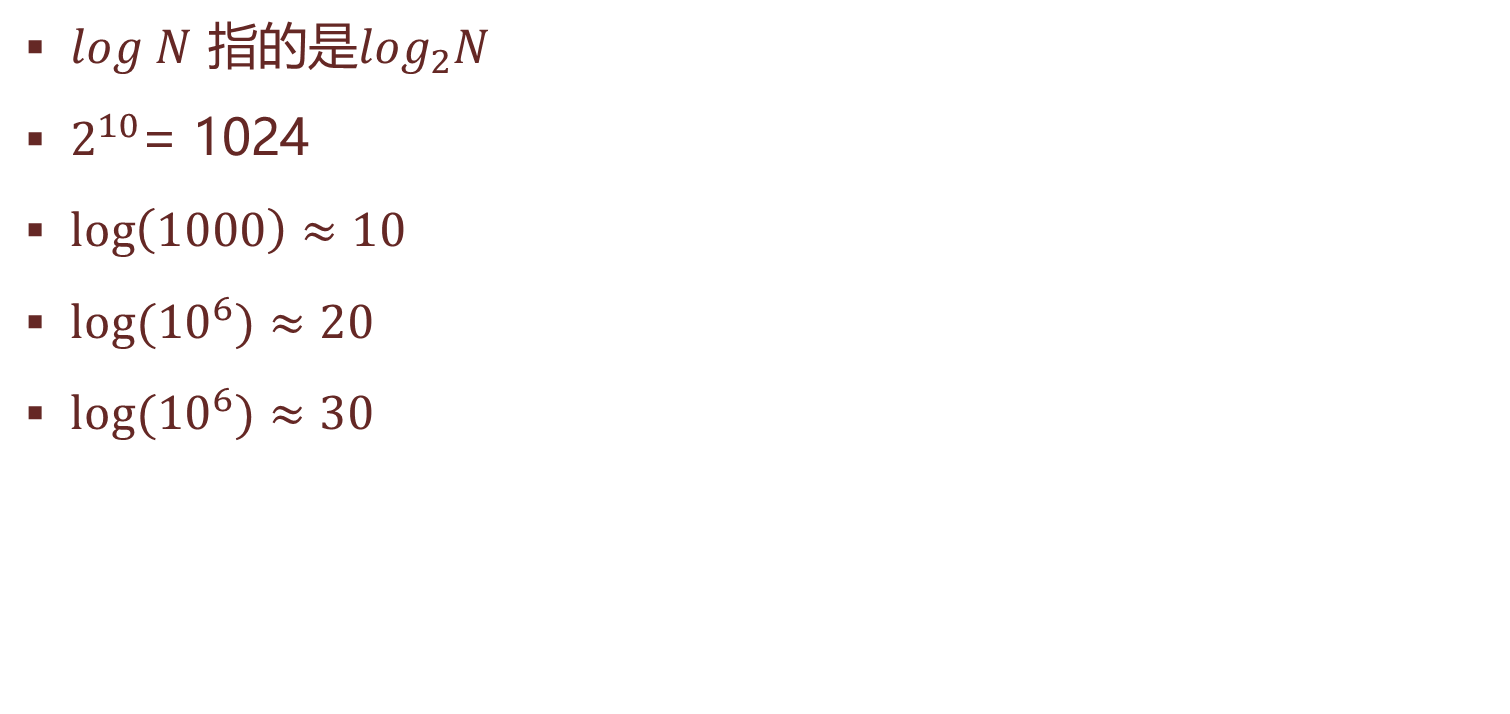 ▪ log N 指的是log₂N
▪ 2¹⁰= 1024
▪ log(1000) ≈ 10
▪ log(10⁶) ≈ 20
▪ log(10⁶) ≈ 30